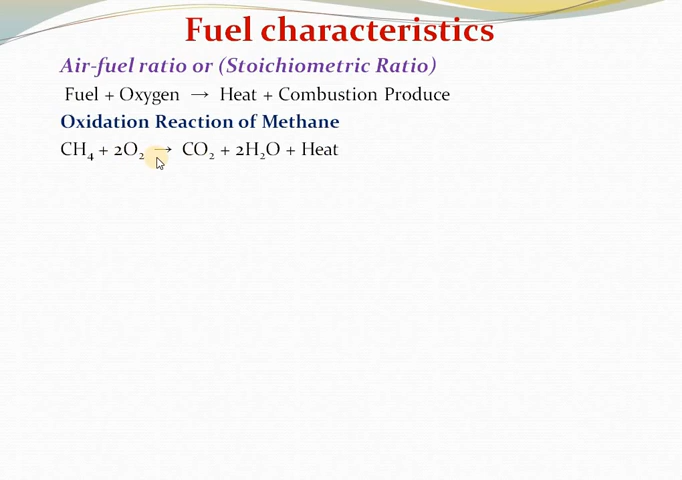 Fuel characteristics
Air-fuel ratio or (Stoichiometric Ratio)
Fuel + Oxygen → Heat + Combustion Produce
Oxidation Reaction of Methane
CH₄ + 2O₂ → CO₂ + 2H₂O + Heat